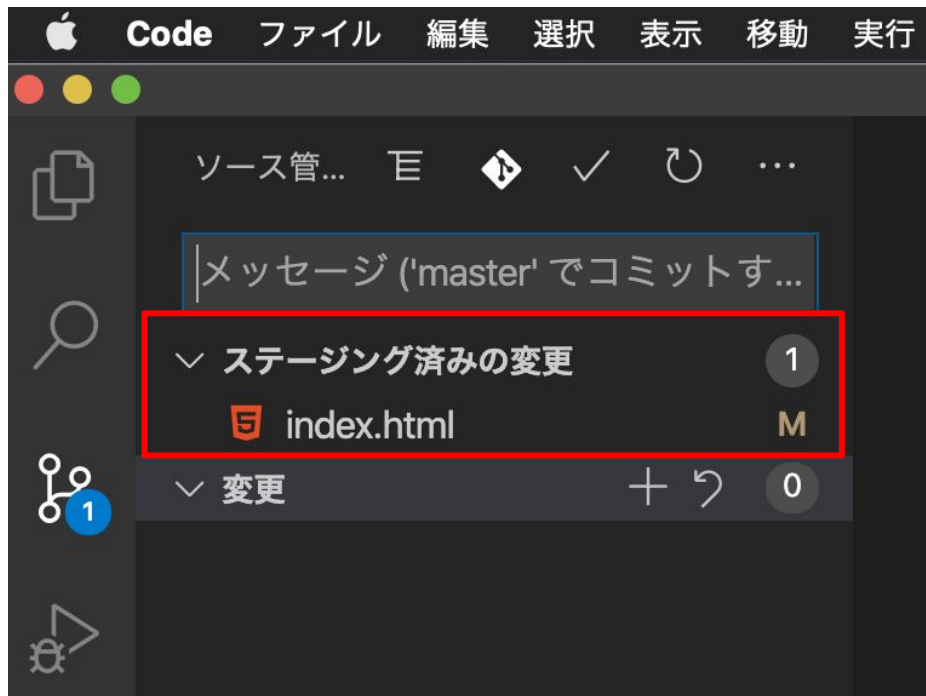 Code ファイル 編集 選択 表示 移動 実行
ソース管... 
メッセージ ('master' でコミットす...
ステージング済みの変更 1
index.html M
変更 0
1